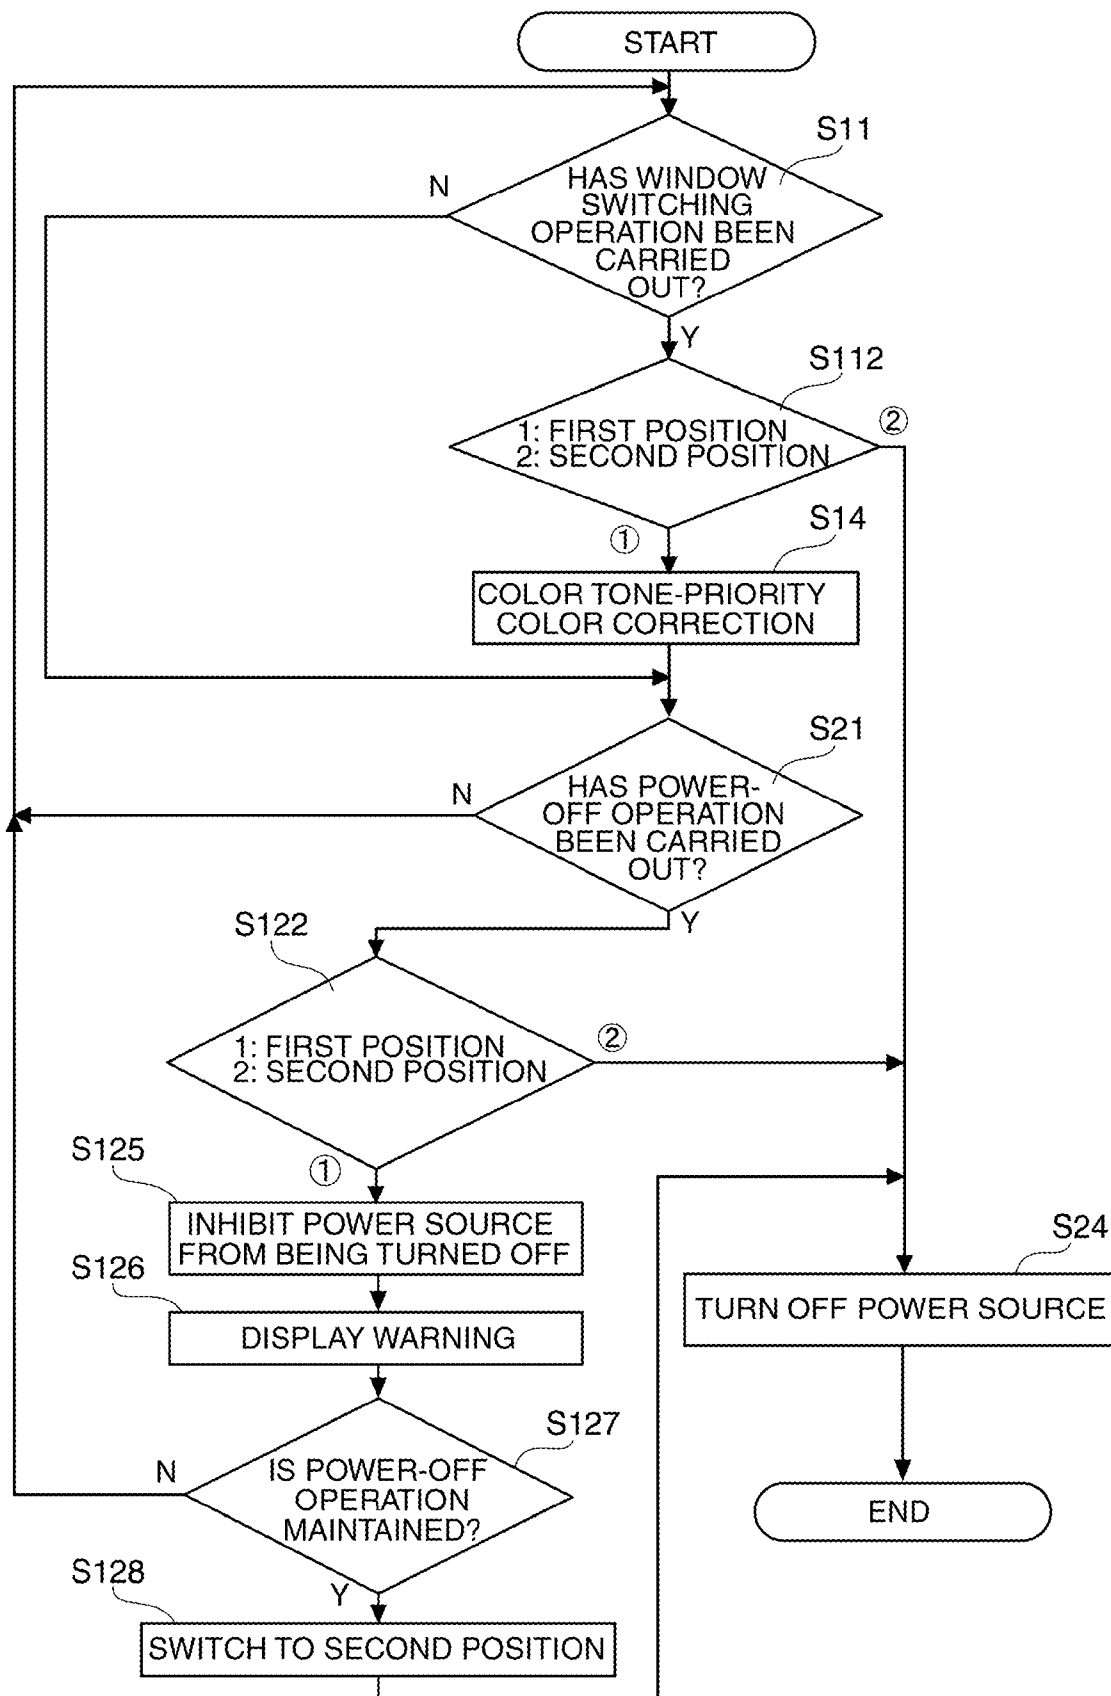 START
S11
N
HAS WINDOW
SWITCHING
OPERATION BEEN
CARRIED
OUT?
Y
S112
②
1: FIRST POSITION
2: SECOND POSITION
①
S14
COLOR TONE-PRIORITY
COLOR CORRECTION
S21
N
HAS POWER-
OFF OPERATION
BEEN CARRIED
OUT?
Y
S122
②
1: FIRST POSITION
2: SECOND POSITION
①
S125
INHIBIT POWER SOURCE
FROM BEING TURNED OFF
S24
TURN OFF POWER SOURCE
S126
DISPLAY WARNING
S127
N
IS POWER-OFF
OPERATION
MAINTAINED?
END
Y
S128
SWITCH TO SECOND POSITION